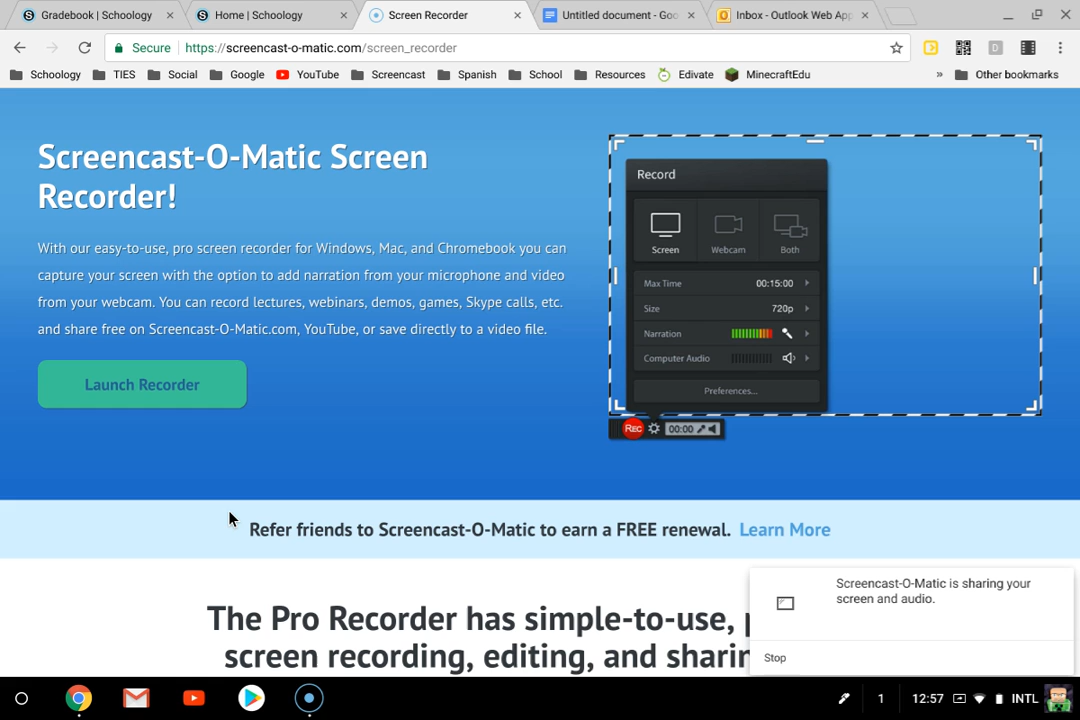 Gradebook | Schoology
Home | Schoology
Screen Recorder
Untitled document - Goo
Inbox - Outlook Web App
Secure
https://screencast-o-matic.com/screen_recorder
D
Schoology
TIES
Social
Google
YouTube
Screencast
Spanish
School
Resources
Edivate
MinecraftEdu
»
Other bookmarks
Screencast-O-Matic Screen
Recorder!
With our easy-to-use, pro screen recorder for Windows, Mac, and Chromebook you can
capture your screen with the option to add narration from your microphone and video
from your webcam. You can record lectures, webinars, demos, games, Skype calls, etc.
and share free on Screencast-O-Matic.com, YouTube, or save directly to a video file.
Launch Recorder
Record
Screen Webcam Both
Max Time 00:15:00
Size 720p
Narration
Computer Audio
Preferences...
REC 00:00
Refer friends to Screencast-O-Matic to earn a FREE renewal. Learn More
The Pro Recorder has simple-to-use,
screen recording, editing, and sharin
Screencast-O-Matic is sharing your
screen and audio.
Stop
1 12:57 INTL